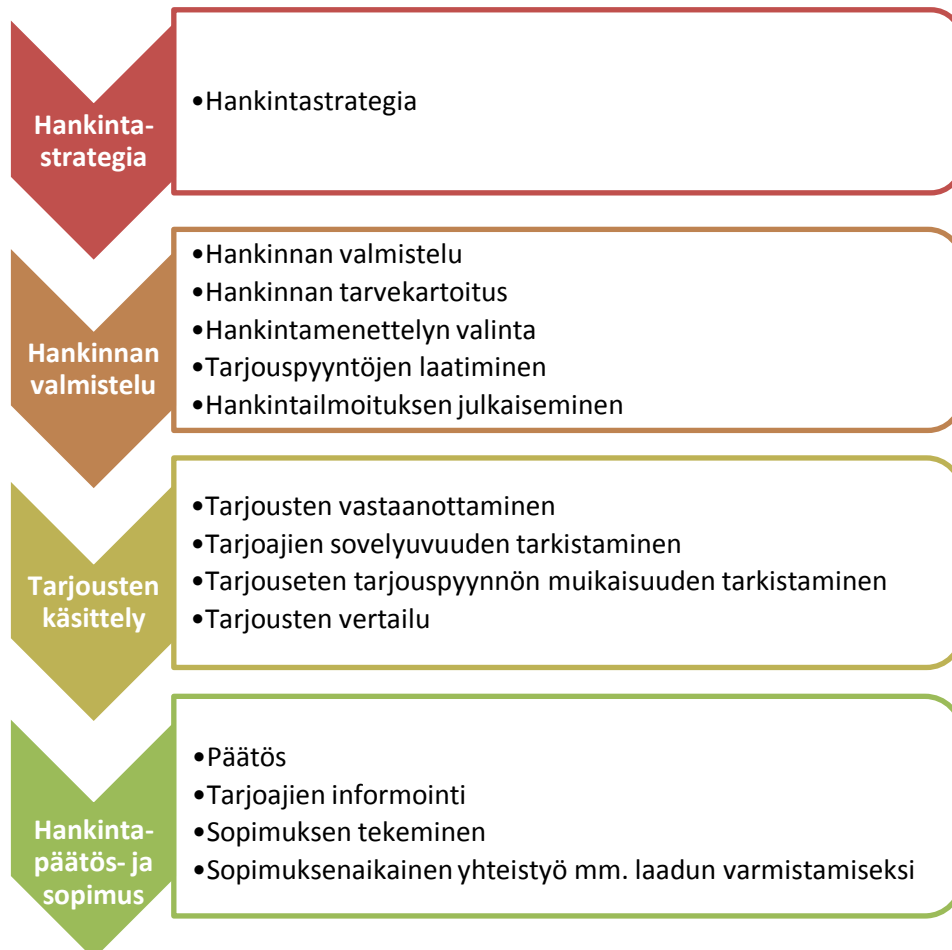 Hankinta-
strategia
•Hankintastrategia
Hankinnan
valmistelu
•Hankinnan valmistelu
•Hankinnan tarvekartoitus
•Hankintamenettelyn valinta
•Tarjouspyyntöjen laatiminen
•Hankintailmoituksen julkaiseminen
Tarjousten
käsittely
•Tarjousten vastaanottaminen
•Tarjoajien sovelyuvuuden tarkistaminen
•Tarjouseten tarjouspyynnön muikaisuuden tarkistaminen
•Tarjousten vertailu
Hankinta-
päätös- ja
sopimus
•Päätös
•Tarjoajien informointi
•Sopimuksen tekeminen
•Sopimuksenaikainen yhteistyö mm. laadun varmistamiseksi